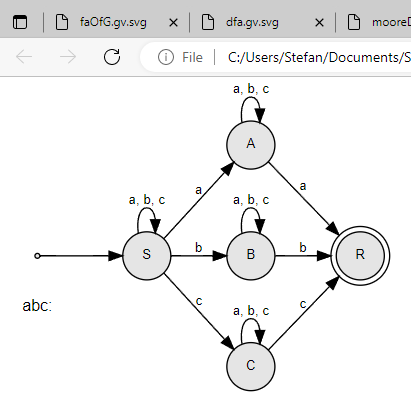 faOfG.gv.svg dfa.gv.svg mooreD
File C:/Users/Stefan/Documents/S
a, b, c
A
a a
a, b, c a, b, c
S b B b R
abc:
c c
a, b, c
C